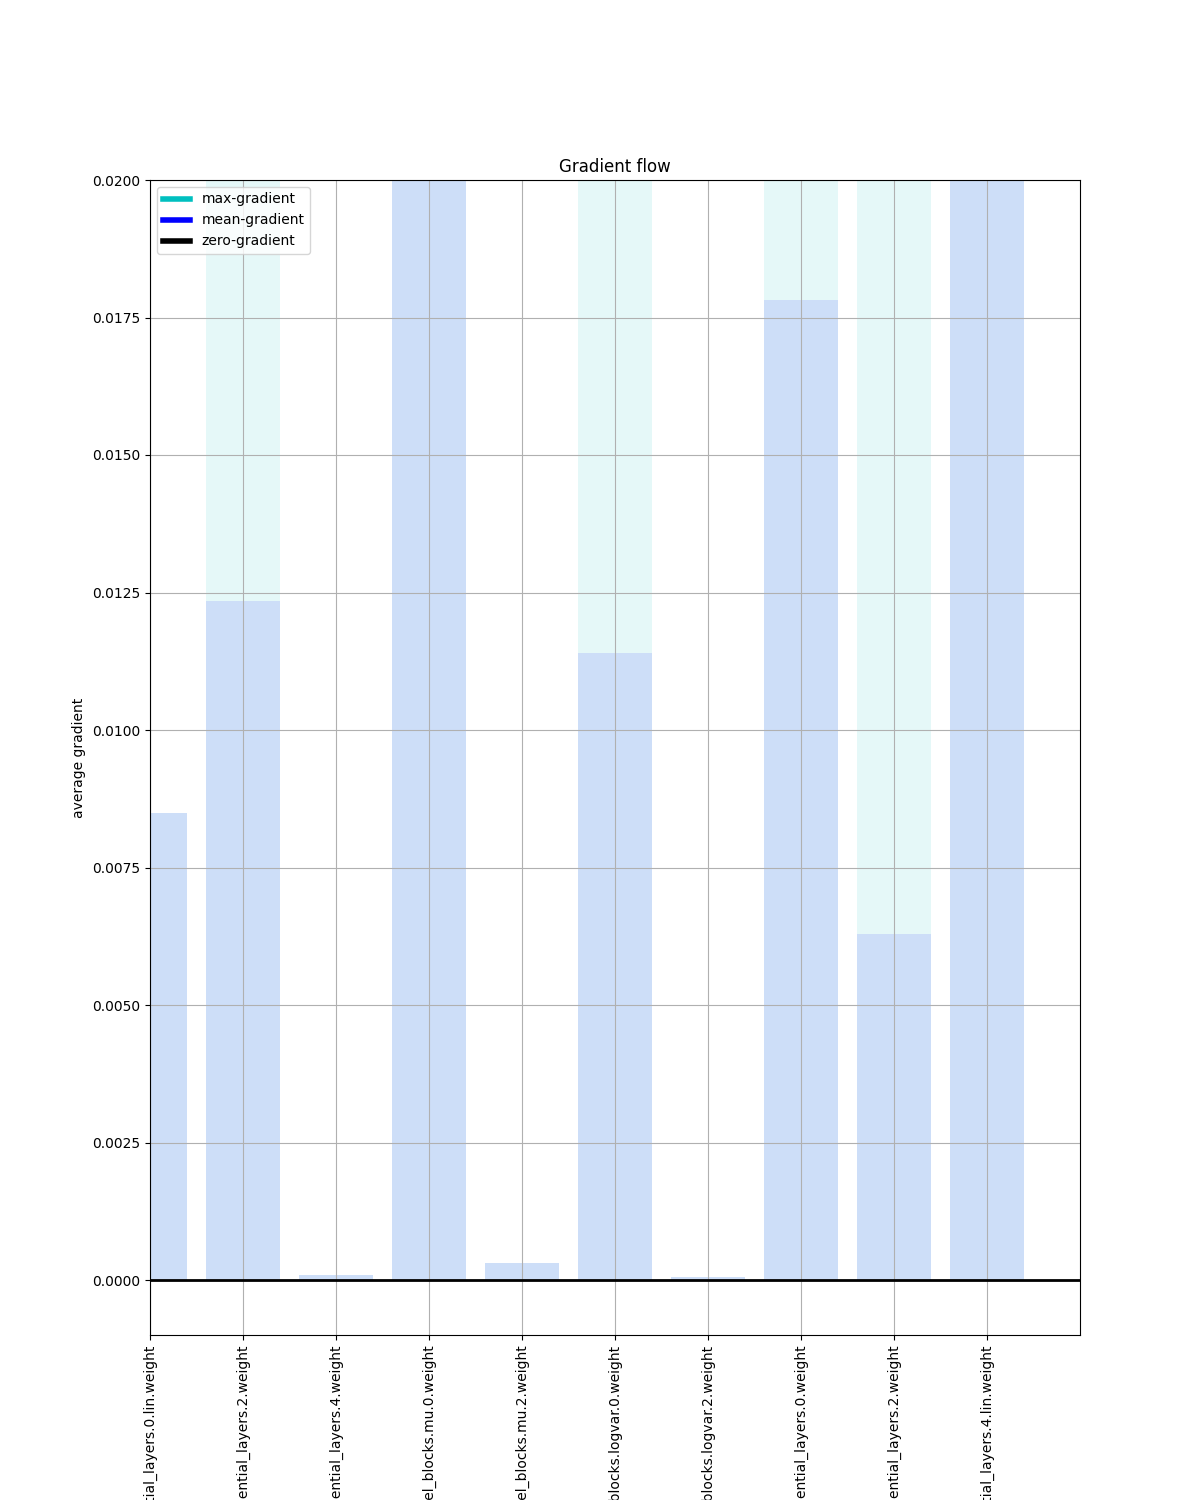 Gradient flow
max-gradient
mean-gradient
zero-gradient
0.0200
0.0175
0.0150
0.0125
0.0100
0.0075
0.0050
0.0025
0.0000
average gradient
tial_layers.0.lin.weight
ential_layers.2.weight
ential_layers.4.weight
el_blocks.mu.0.weight
el_blocks.mu.2.weight
blocks.logvar.0.weight
blocks.logvar.2.weight
ential_layers.0.weight
ential_layers.2.weight
tial_layers.4.lin.weight